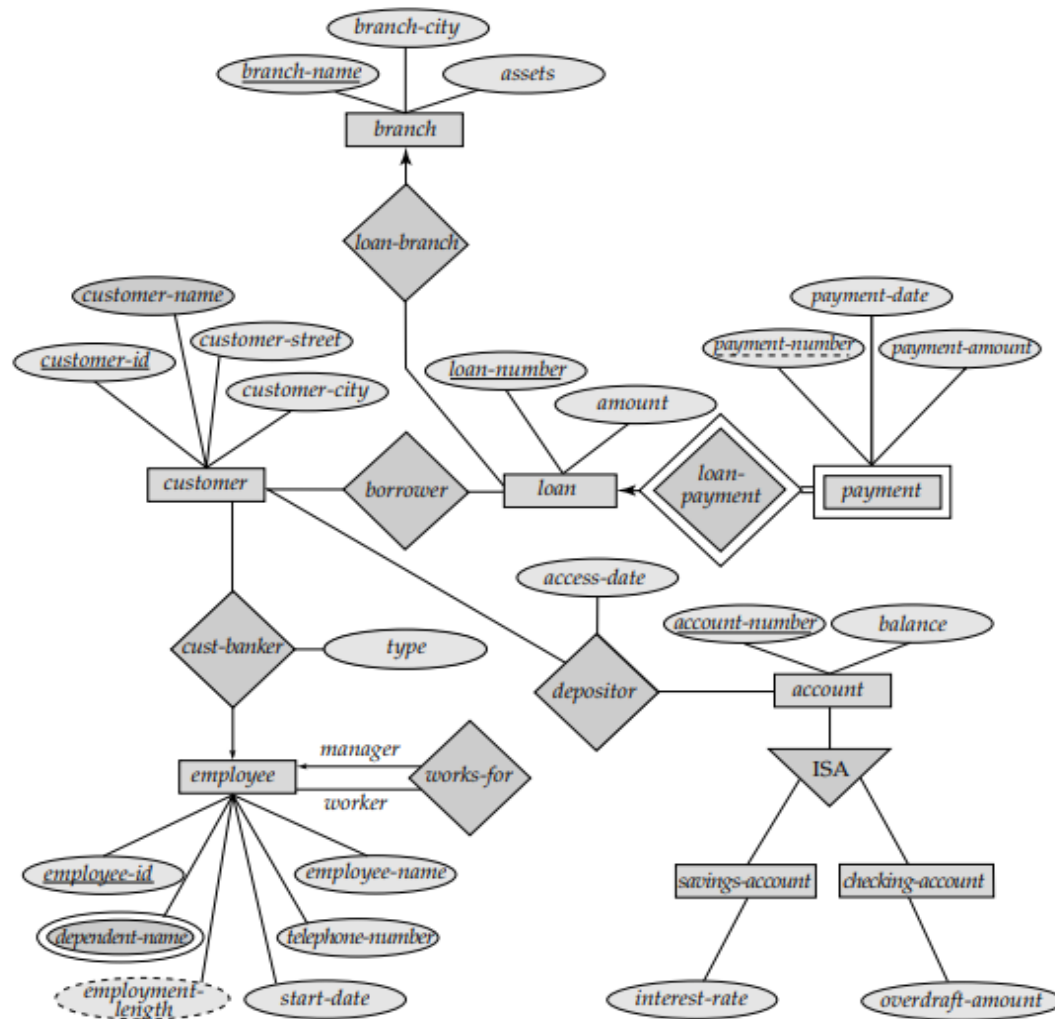 branch-city
branch-name
assets
branch
loan-branch
customer-name
payment-date
customer-street
payment-number
payment-amount
customer-id
loan-number
customer-city
amount
customer
borrower
loan
loan-
payment
payment
access-date
account-number
balance
cust-banker
type
depositor
account
manager
employee
works-for
worker
ISA
employee-id
employee-name
savings-account
checking-account
dependent-name
telephone-number
employment-
length
start-date
interest-rate
overdraft-amount